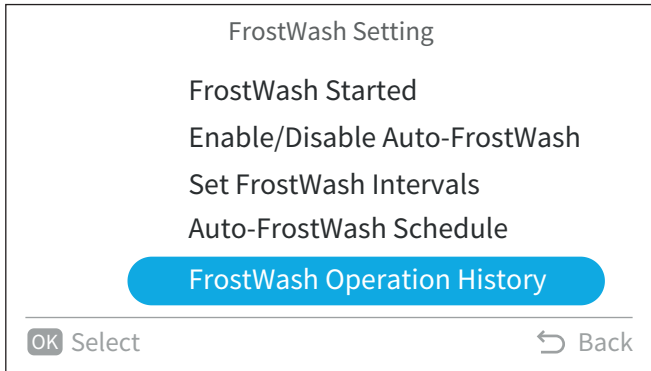 FrostWash Setting
FrostWash Started
Enable/Disable Auto-FrostWash
Set FrostWash Intervals
Auto-FrostWash Schedule
FrostWash Operation History
OK Select Back